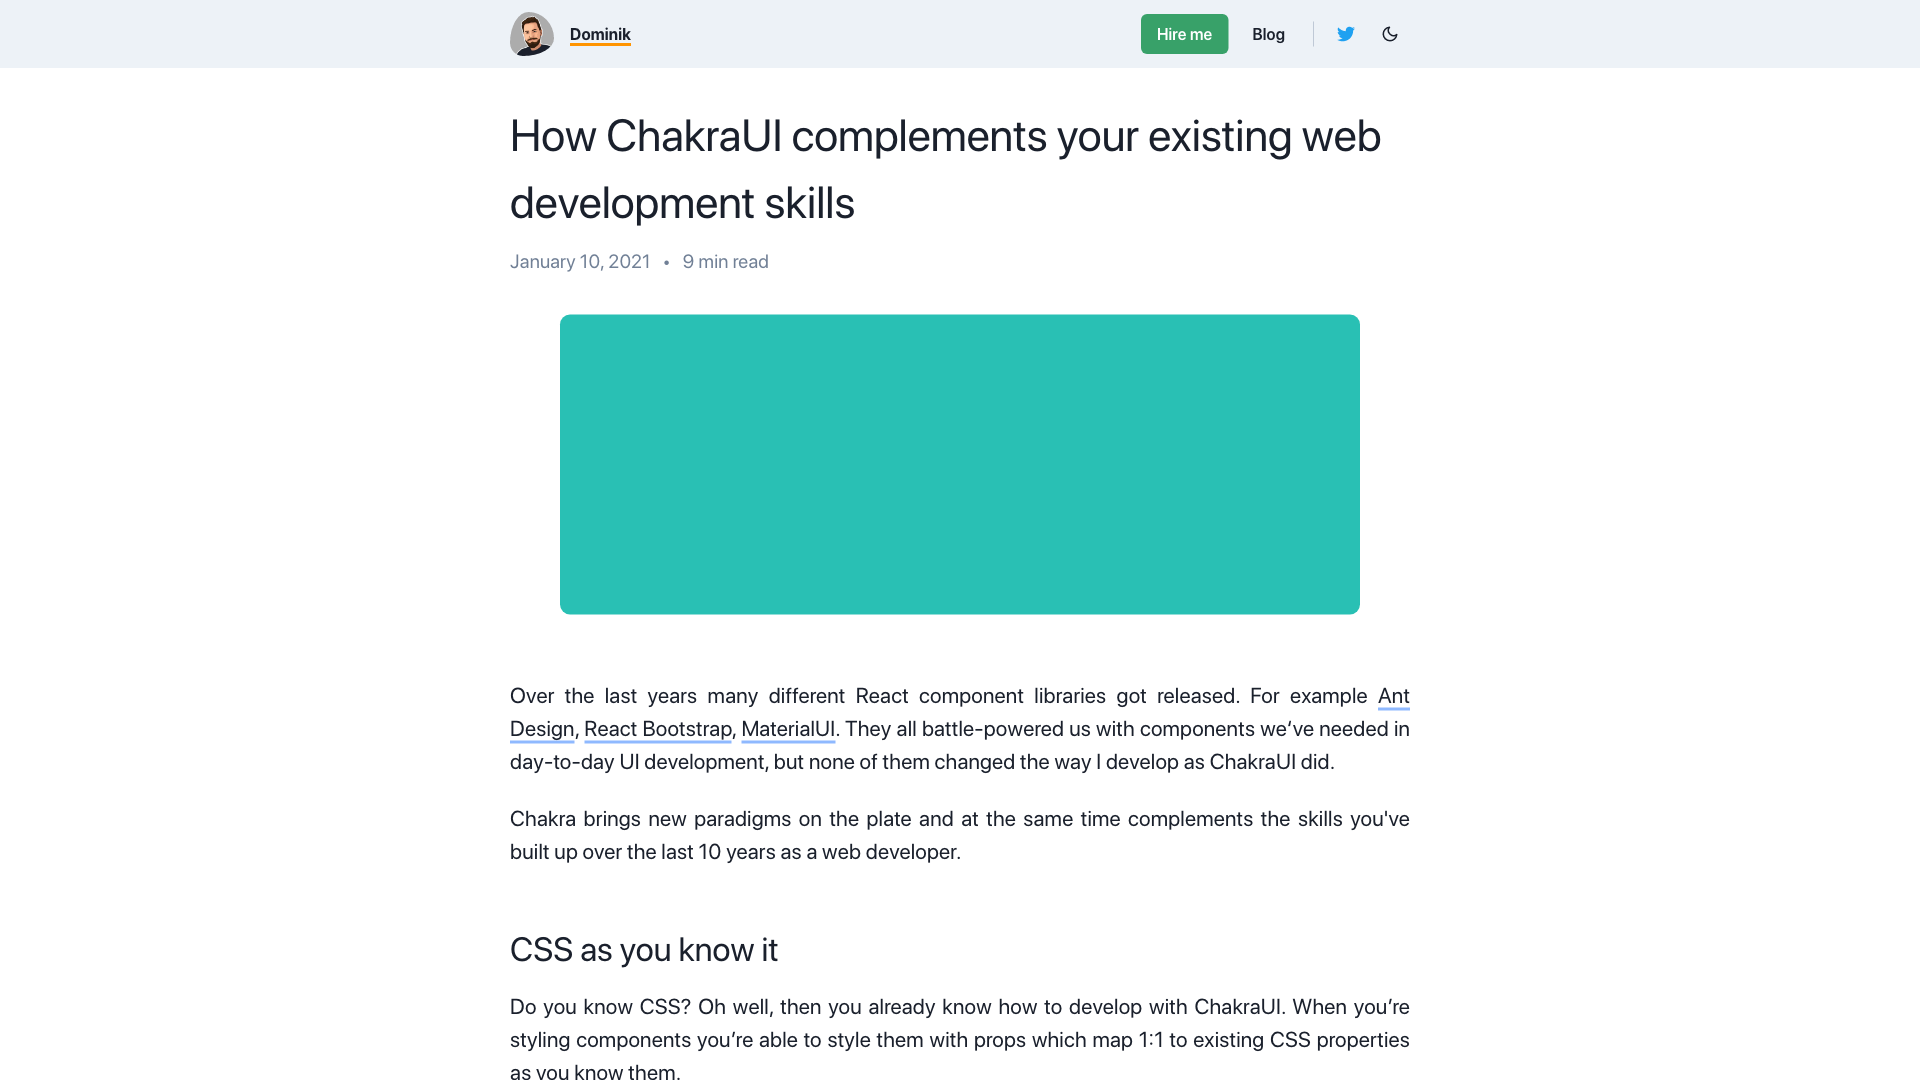 Dominik
Hire me
Blog
How ChakraUI complements your existing web
development skills
January 10, 2021 • 9 min read
Over the last years many different React component libraries got released. For example Ant
Design, React Bootstrap, MaterialUI. They all battle-powered us with components we‘ve needed in
day-to-day UI development, but none of them changed the way I develop as ChakraUI did.
Chakra brings new paradigms on the plate and at the same time complements the skills you've
built up over the last 10 years as a web developer.
CSS as you know it
Do you know CSS? Oh well, then you already know how to develop with ChakraUI. When you’re
styling components you’re able to style them with props which map 1:1 to existing CSS properties
as you know them.